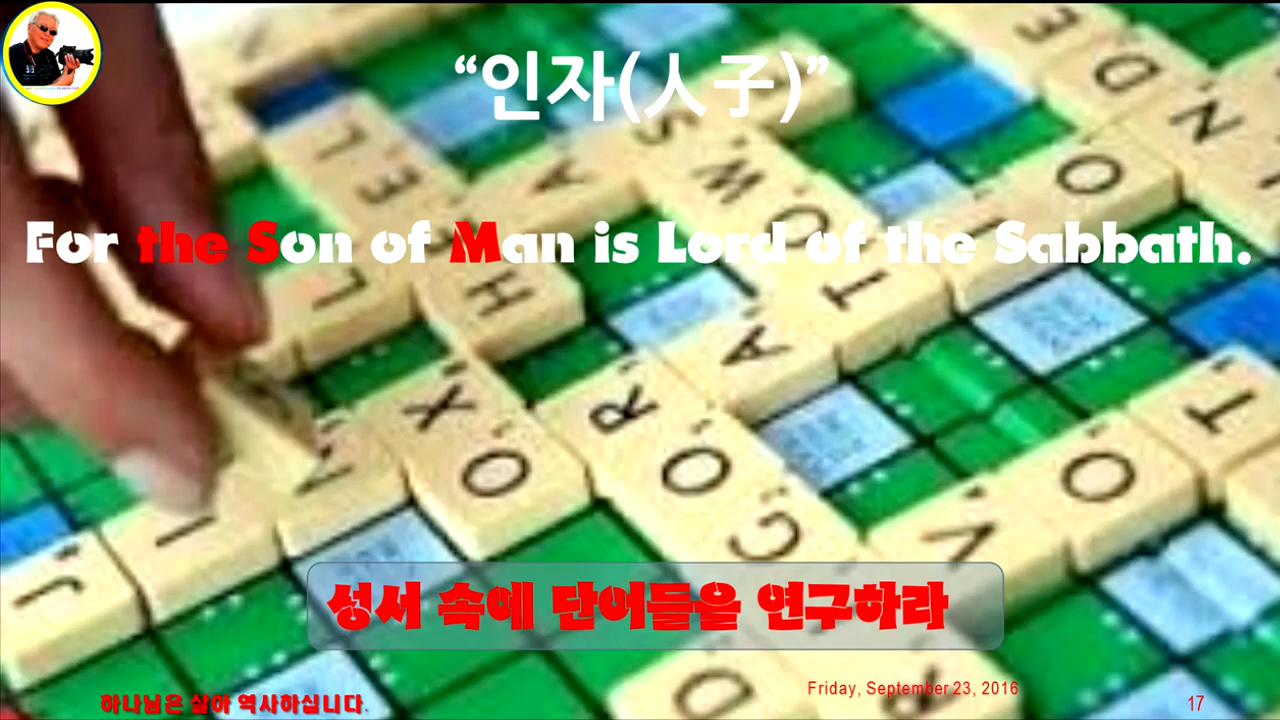 “인자(人子)”
For the Son of Man is Lord of the Sabbath.
성서 속에 단어들을 연구하라
하나님은 살아 역사하십니다.
Friday, September 23, 2016
17